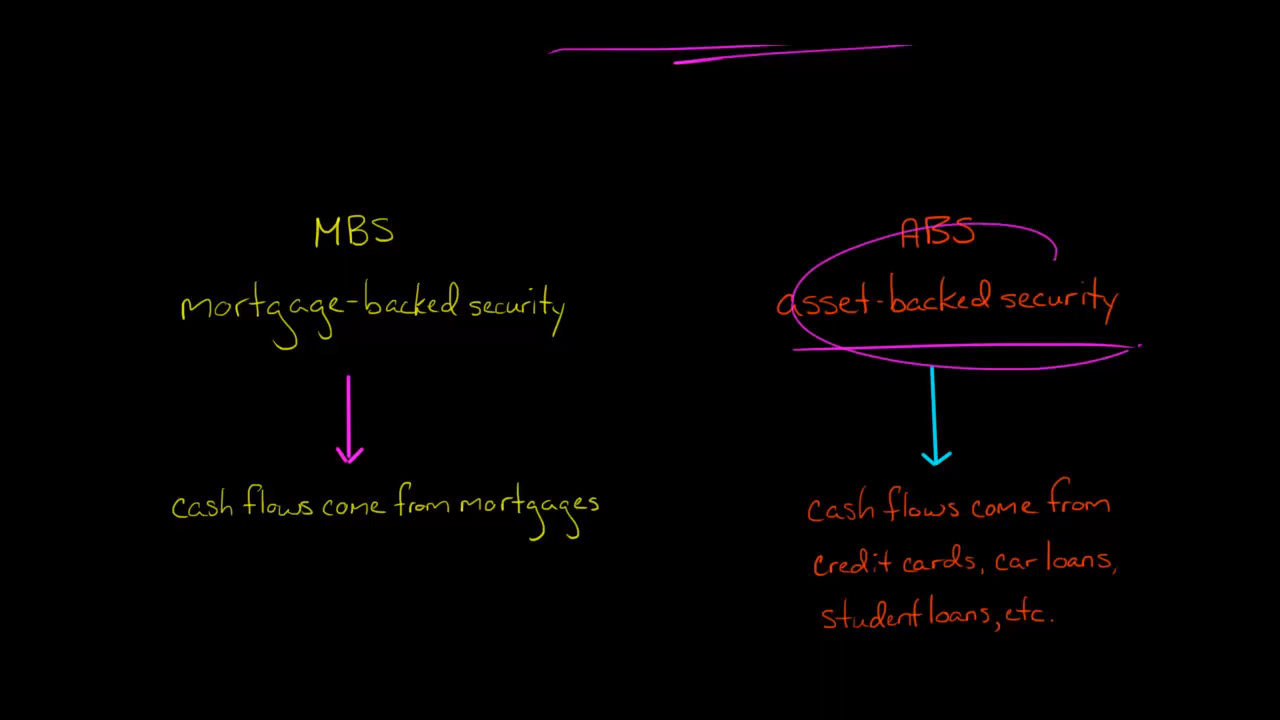 MBS
mortgage-backed security
cash flows come from mortgages
ABS
asset-backed security
cash flows come from
credit cards, car loans,
student loans, etc.